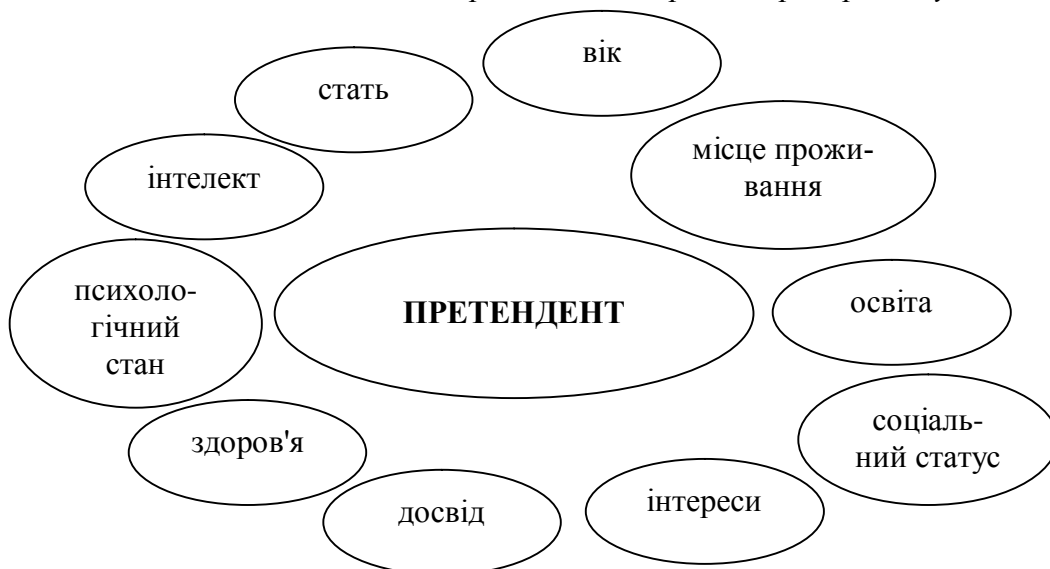 вік
стать
місце прожи-
вання
інтелект
психоло-
гічний
стан
ПРЕТЕНДЕНТ
освіта
соціаль-
ний статус
здоров'я
інтереси
досвід